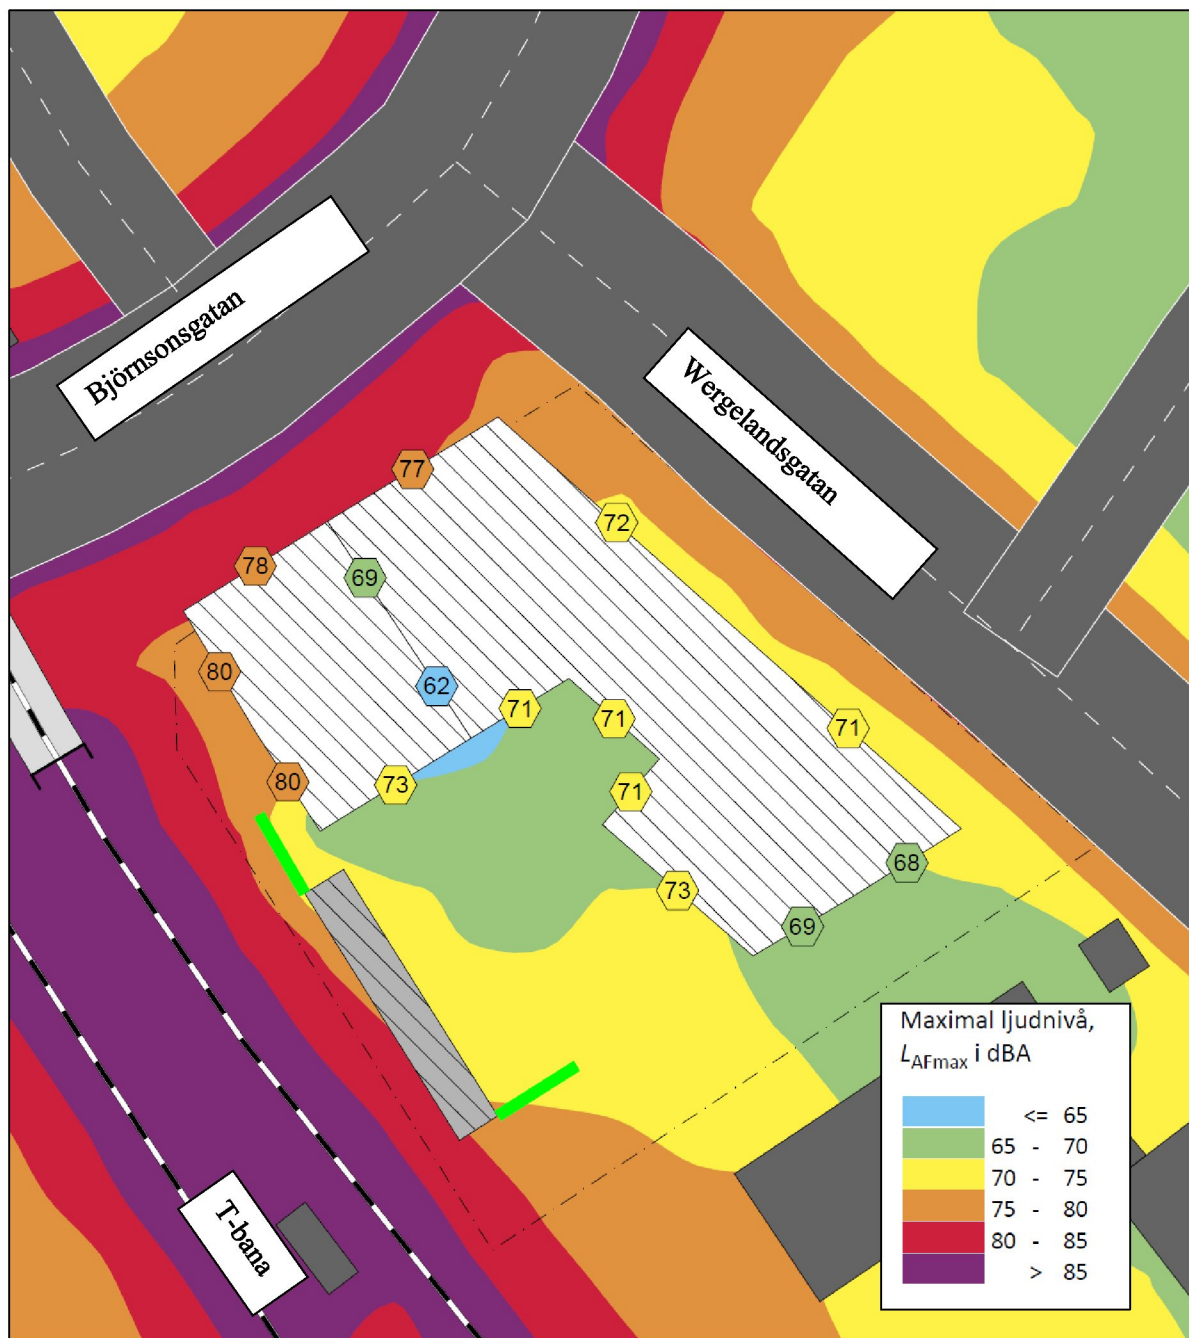 Björnsonsgatan
Wergelandsgatan
77
72
78
69
80
62
71
71
71
80
73
71
68
73
69
T-bana
Maximal ljudnivå,
LAFmax i dBA
<= 65
65 - 70
70 - 75
75 - 80
80 - 85
> 85